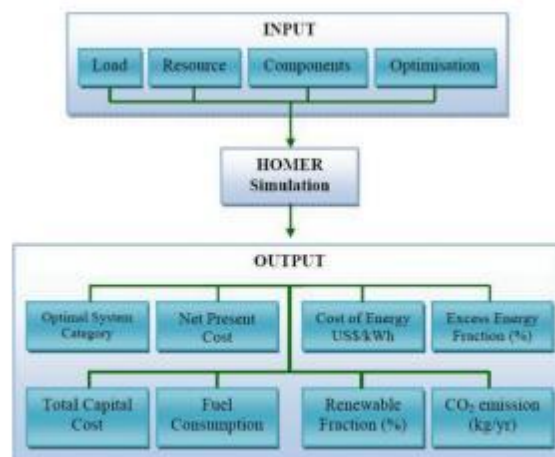 INPUT
Load
Resource
Components
Optimisation
HOMER
Simulation
OUTPUT
Optimal System
Category
Net Present
Cost
Cost of Energy
US$/kWh
Excess Energy
Fraction (%)
Total Capital
Cost
Fuel
Consumption
Renewable
Fraction (%)
CO₂ emission
(kg/yr)